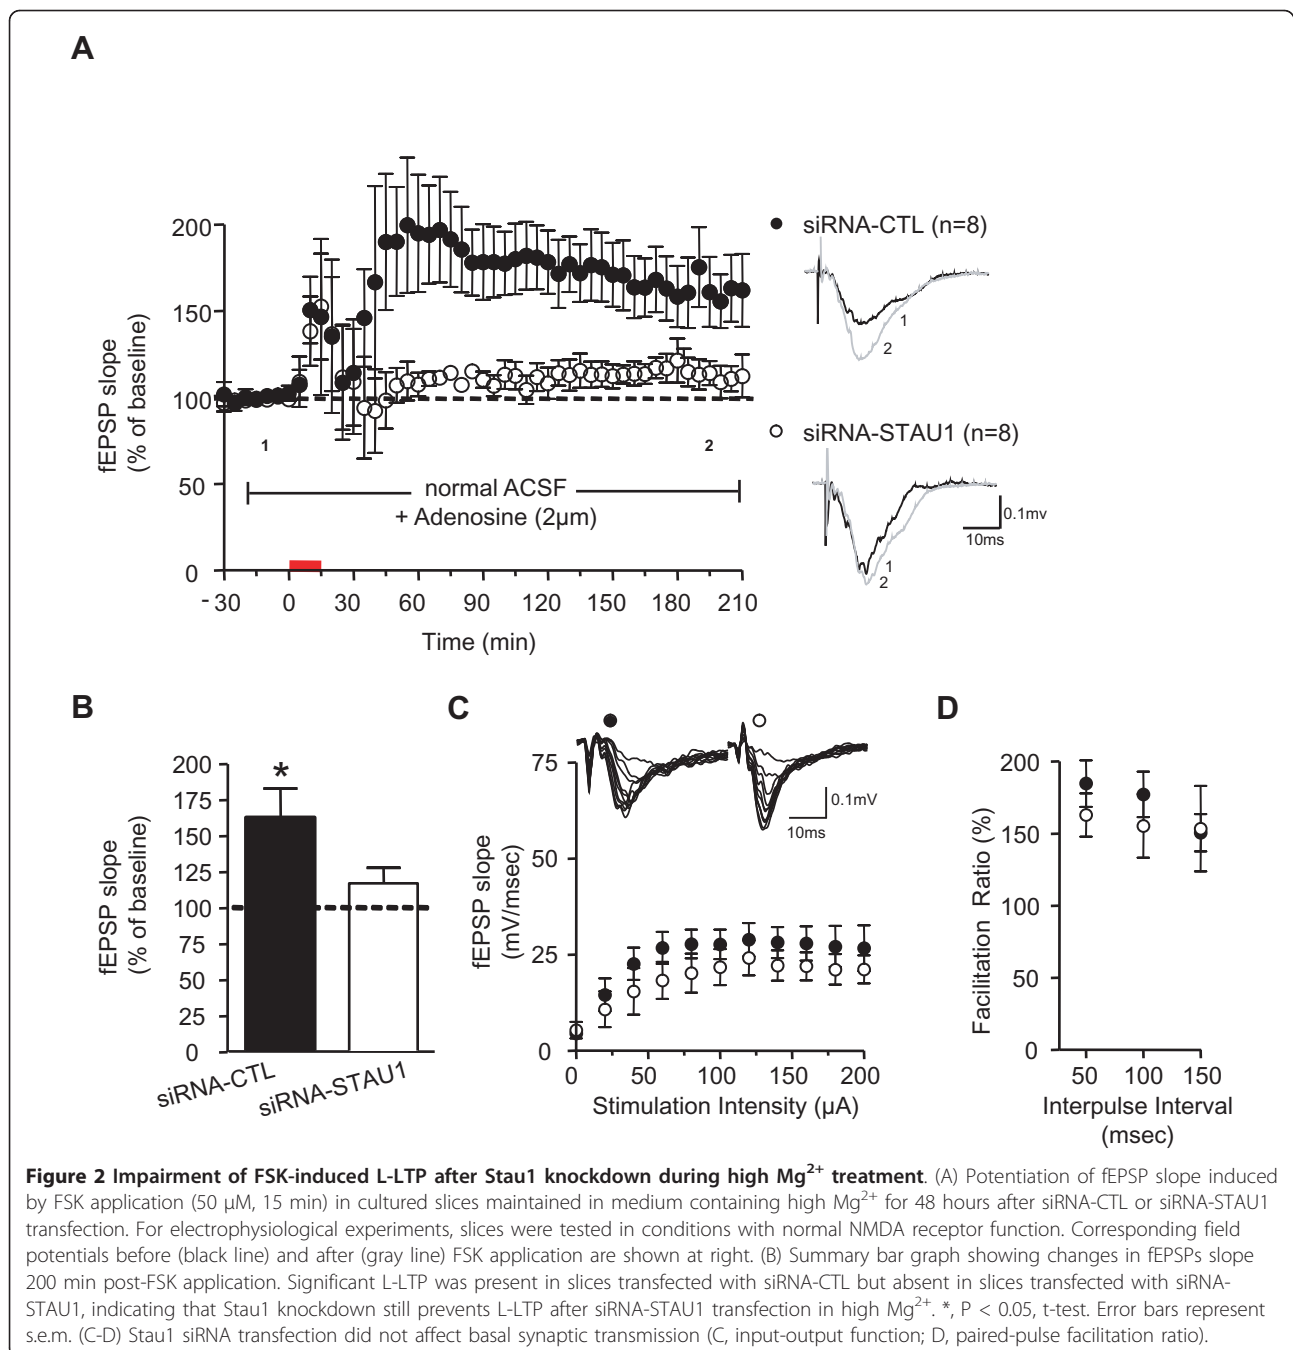 A
200
150
100
50
0
fEPSP slope
(% of baseline)
siRNA-CTL (n=8)
1
2
siRNA-STAU1 (n=8)
1
2
0.1mv
10ms
1
2
normal ACSF
+ Adenosine (2μm)
-30 0 30 60 90 120 150 180 210
Time (min)
B
200
175
150
125
100
75
50
25
0
fEPSP slope
(% of baseline)
*
siRNA-CTL
siRNA-STAU1
C
75
50
25
0
fEPSP slope
(mV/msec)
0.1mV
10ms
0 50 100 150 200
Stimulation Intensity (μA)
D
200
150
100
50
0
Facilitation Ratio (%)
50 100 150
Interpulse Interval
(msec)
Figure 2 Impairment of FSK-induced L-LTP after Stau1 knockdown during high Mg²⁺ treatment. (A) Potentiation of fEPSP slope induced
by FSK application (50 μM, 15 min) in cultured slices maintained in medium containing high Mg²⁺ for 48 hours after siRNA-CTL or siRNA-STAU1
transfection. For electrophysiological experiments, slices were tested in conditions with normal NMDA receptor function. Corresponding field
potentials before (black line) and after (gray line) FSK application are shown at right. (B) Summary bar graph showing changes in fEPSPs slope
200 min post-FSK application. Significant L-LTP was present in slices transfected with siRNA-CTL but absent in slices transfected with siRNA-
STAU1, indicating that Stau1 knockdown still prevents L-LTP after siRNA-STAU1 transfection in high Mg²⁺. *, P < 0.05, t-test. Error bars represent
s.e.m. (C-D) Stau1 siRNA transfection did not affect basal synaptic transmission (C, input-output function; D, paired-pulse facilitation ratio).